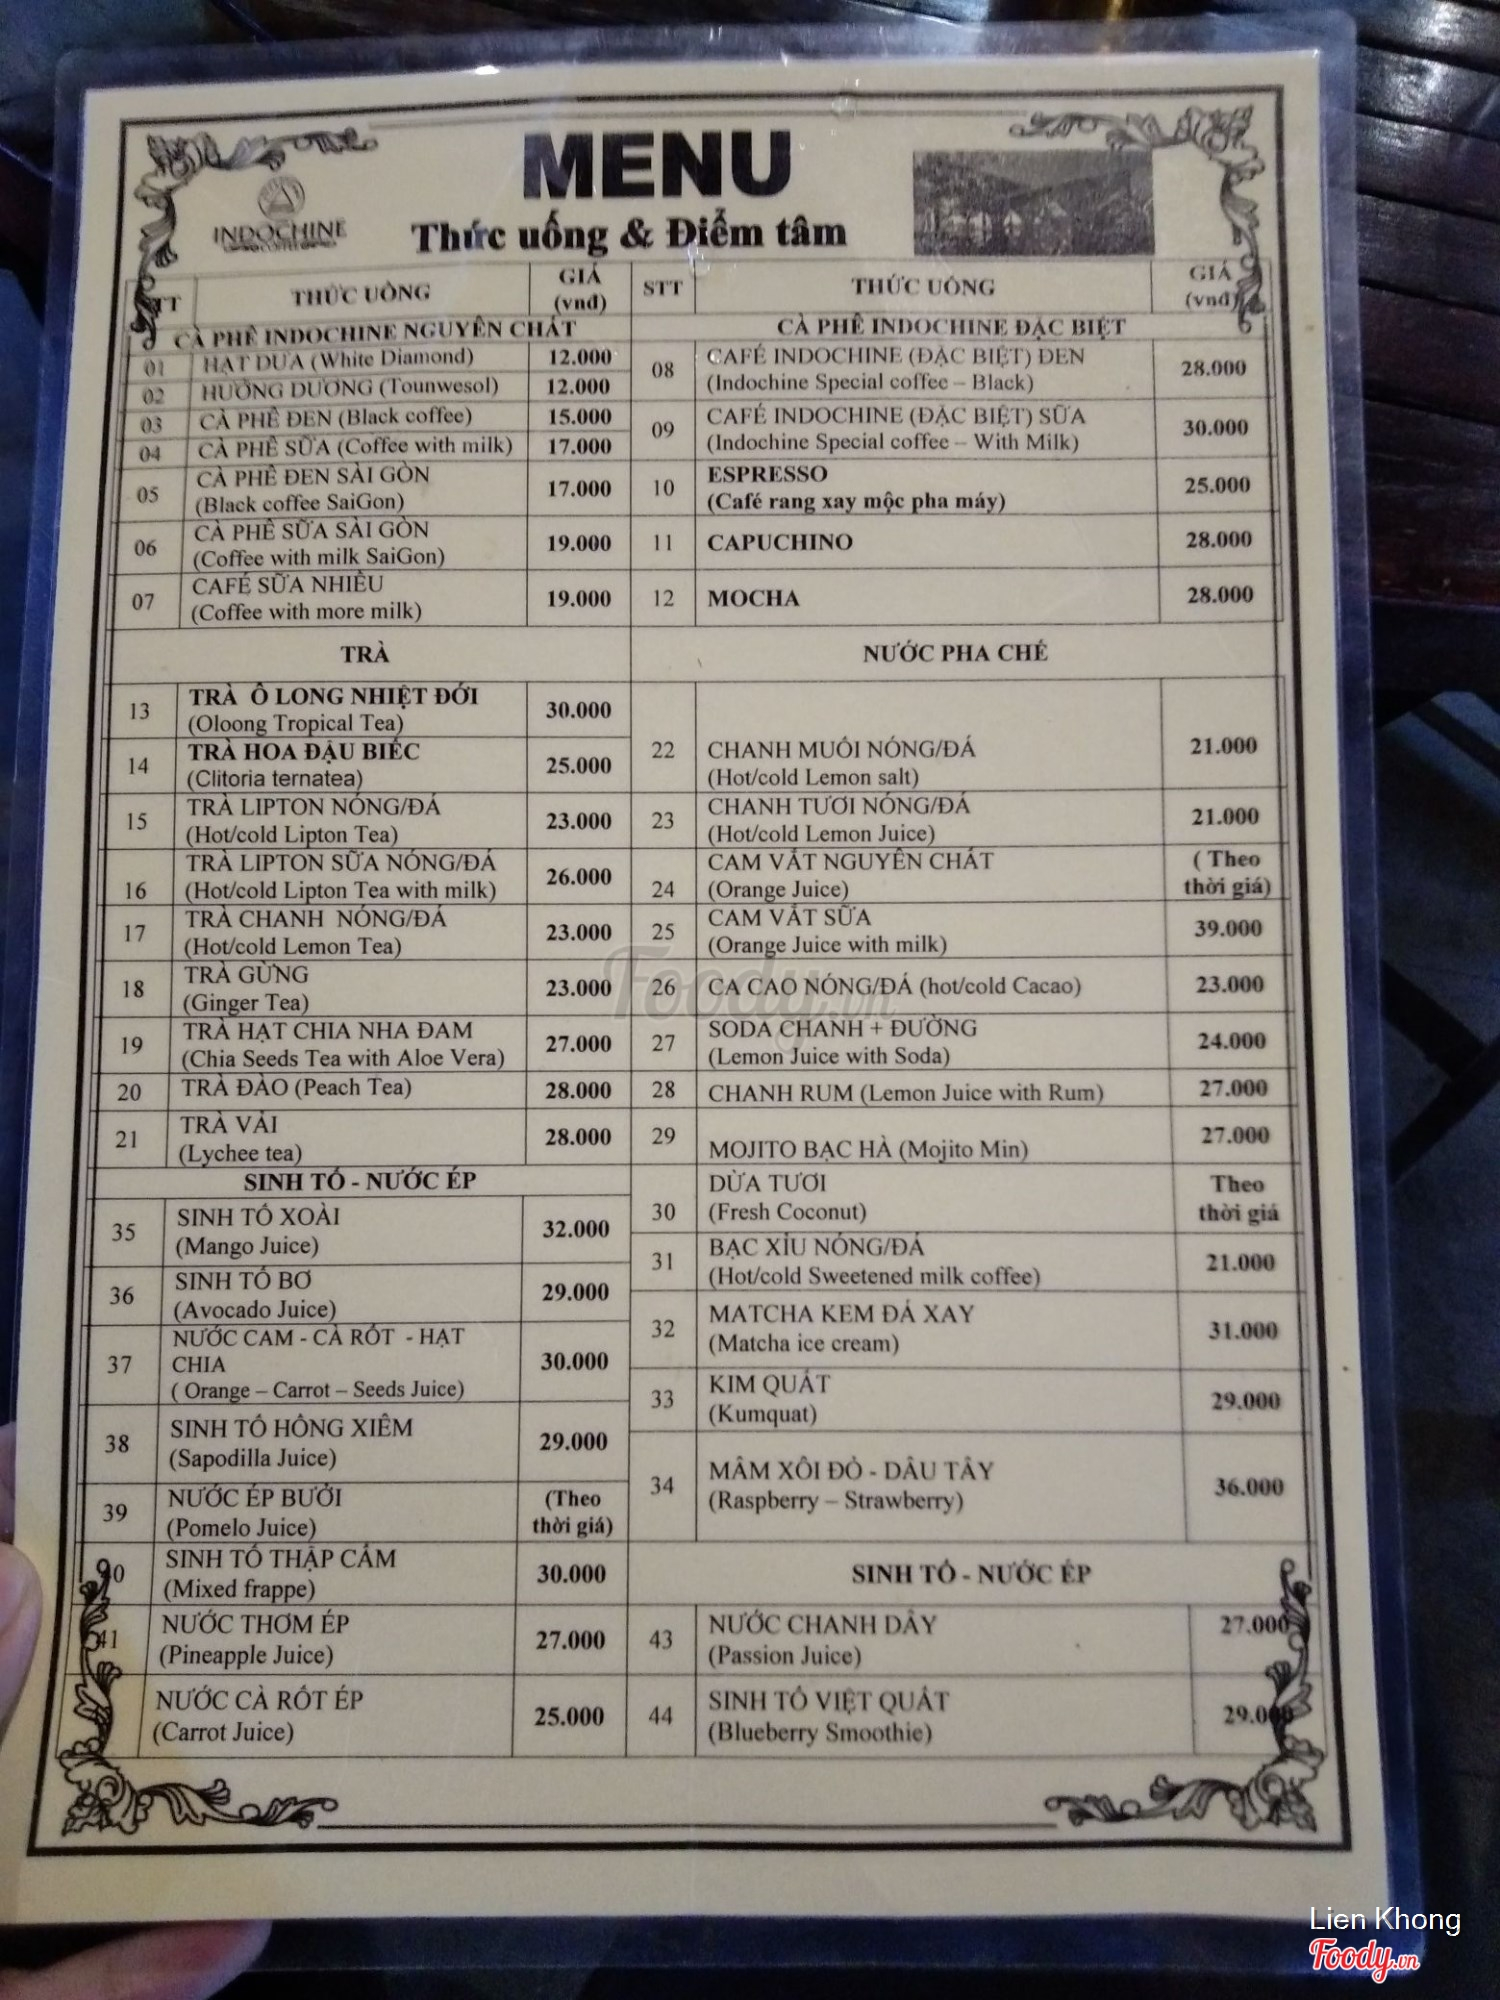 MENU
INDOCHINE
Thức uống & Điểm tâm
STT THỨC UỐNG GIÁ (vnđ)
CÀ PHÊ INDOCHINE NGUYÊN CHẤT
01 HẠT DƯA (White Diamond) 12.000
02 HƯỚNG DƯƠNG (Tounwesol) 12.000
03 CÀ PHÊ ĐEN (Black coffee) 15.000
04 CÀ PHÊ SỮA (Coffee with milk) 17.000
05 CÀ PHÊ ĐEN SÀI GÒN
(Black coffee SaiGon) 17.000
06 CÀ PHÊ SỮA SÀI GÒN
(Coffee with milk SaiGon) 19.000
07 CAFÉ SỮA NHIỀU
(Coffee with more milk) 19.000
STT THỨC UỐNG GIÁ (vnđ)
CÀ PHÊ INDOCHINE ĐẶC BIỆT
08 CAFÉ INDOCHINE (ĐẶC BIỆT) ĐEN
(Indochine Special coffee – Black) 28.000
09 CAFÉ INDOCHINE (ĐẶC BIỆT) SỮA
(Indochine Special coffee – With Milk) 30.000
10 ESPRESSO
(Café rang xay mộc pha máy) 25.000
11 CAPUCHINO 28.000
12 MOCHA 28.000
TRÀ
13 TRÀ Ô LONG NHIỆT ĐỚI
(Oloong Tropical Tea) 30.000
14 TRÀ HOA ĐẬU BIẾC
(Clitoria ternatea) 25.000
15 TRÀ LIPTON NÓNG/ĐÁ
(Hot/cold Lipton Tea) 23.000
16 TRÀ LIPTON SỮA NÓNG/ĐÁ
(Hot/cold Lipton Tea with milk) 26.000
17 TRÀ CHANH NÓNG/ĐÁ
(Hot/cold Lemon Tea) 23.000
18 TRÀ GỪNG
(Ginger Tea) 23.000
19 TRÀ HẠT CHIA NHA ĐAM
(Chia Seeds Tea with Aloe Vera) 27.000
20 TRÀ ĐÀO (Peach Tea) 28.000
21 TRÀ VẢI
(Lychee tea) 28.000
SINH TỐ - NƯỚC ÉP
35 SINH TỐ XOÀI
(Mango Juice) 32.000
36 SINH TỐ BƠ
(Avocado Juice) 29.000
37 NƯỚC CAM - CÀ RỐT - HẠT
CHIA
( Orange – Carrot – Seeds Juice) 30.000
38 SINH TỐ HỒNG XIÊM
(Sapodilla Juice) 29.000
39 NƯỚC ÉP BƯỞI
(Pomelo Juice) (Theo
thời giá)
40 SINH TỐ THẬP CẨM
(Mixed frappe) 30.000
41 NƯỚC THƠM ÉP
(Pineapple Juice) 27.000
NƯỚC CÀ RỐT ÉP
(Carrot Juice) 25.000
NƯỚC PHA CHẾ
22 CHANH MUỐI NÓNG/ĐÁ
(Hot/cold Lemon salt) 21.000
23 CHANH TƯƠI NÓNG/ĐÁ
(Hot/cold Lemon Juice) 21.000
24 CAM VẮT NGUYÊN CHẤT
(Orange Juice) ( Theo
thời giá)
25 CAM VẮT SỮA
(Orange Juice with milk) 39.000
26 CA CAO NÓNG/ĐÁ (hot/cold Cacao) 23.000
27 SODA CHANH + ĐƯỜNG
(Lemon Juice with Soda) 24.000
28 CHANH RUM (Lemon Juice with Rum) 27.000
29 MOJITO BẠC HÀ (Mojito Min) 27.000
30 DỪA TƯƠI
(Fresh Coconut) Theo
thời giá
31 BẠC XỈU NÓNG/ĐÁ
(Hot/cold Sweetened milk coffee) 21.000
32 MATCHA KEM ĐÁ XAY
(Matcha ice cream) 31.000
33 KIM QUẤT
(Kumquat) 29.000
34 MÂM XÔI ĐỎ - DÂU TÂY
(Raspberry – Strawberry) 36.000
SINH TỐ - NƯỚC ÉP
43 NƯỚC CHANH DÂY
(Passion Juice) 27.000
44 SINH TỐ VIỆT QUẤT
(Blueberry Smoothie) 29.000
Foody.vn
Lien Khong
Foody.vn